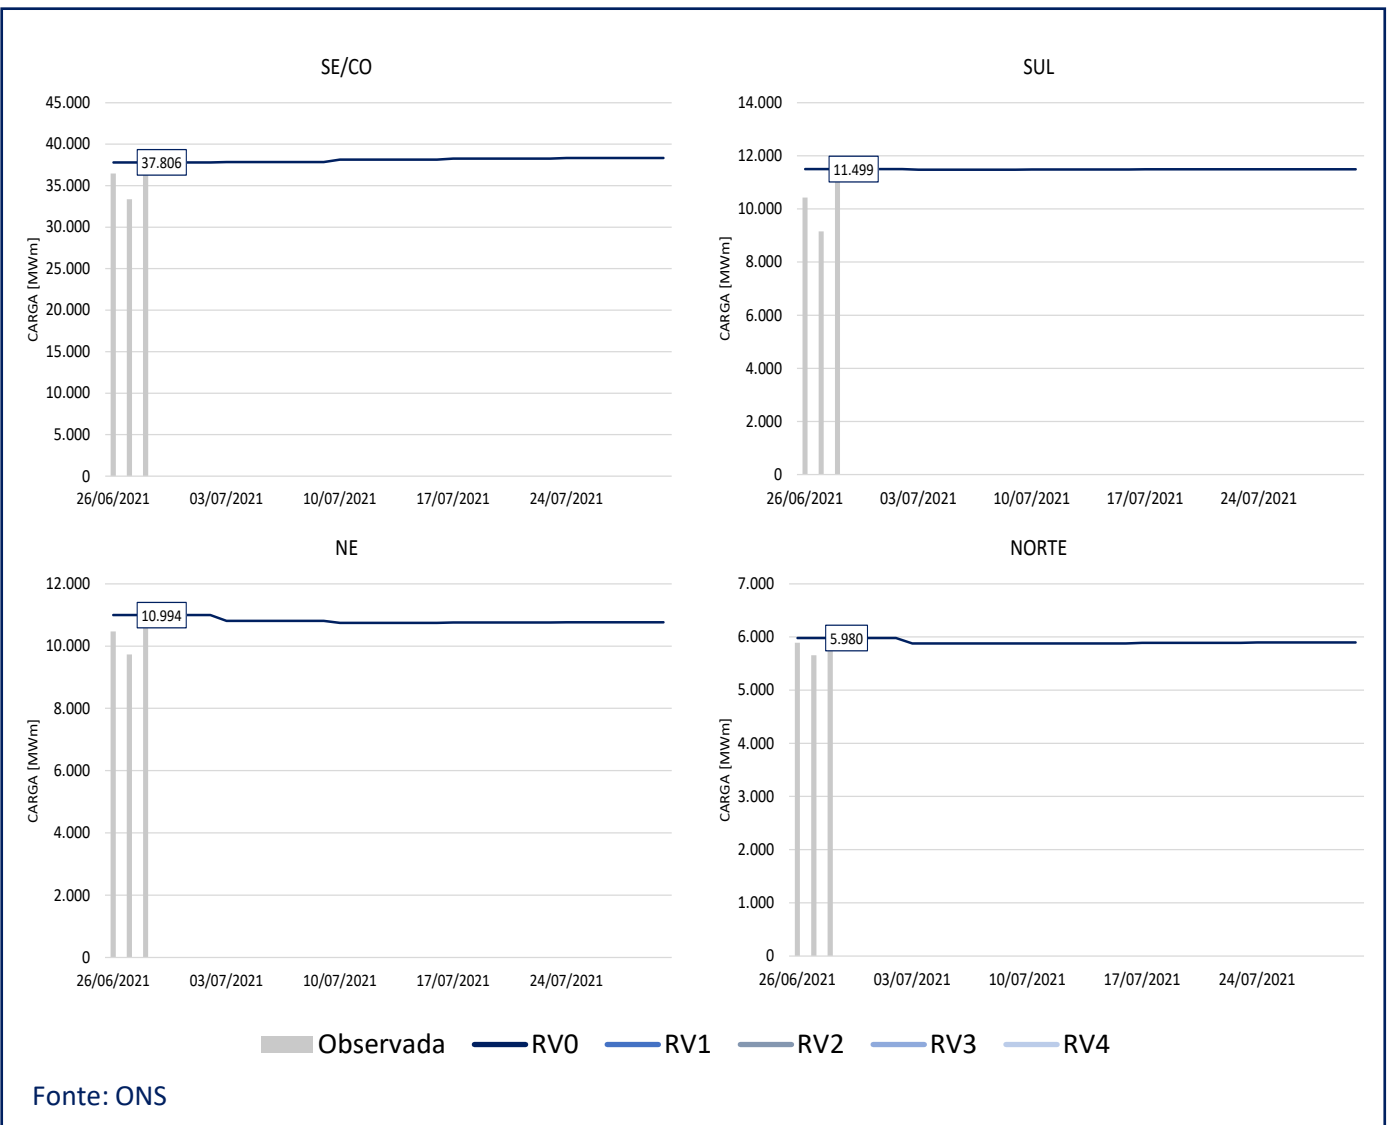 SE/CO
45.000
40.000
35.000
30.000
25.000
20.000
15.000
10.000
5.000
0
CARGA [MWm]
37.806
26/06/2021 03/07/2021 10/07/2021 17/07/2021 24/07/2021
SUL
14.000
12.000
10.000
8.000
6.000
4.000
2.000
0
CARGA [MWm]
11.499
26/06/2021 03/07/2021 10/07/2021 17/07/2021 24/07/2021
NE
12.000
10.000
8.000
6.000
4.000
2.000
0
CARGA [MWm]
10.994
26/06/2021 03/07/2021 10/07/2021 17/07/2021 24/07/2021
NORTE
7.000
6.000
5.000
4.000
3.000
2.000
1.000
0
CARGA [MWm]
5.980
26/06/2021 03/07/2021 10/07/2021 17/07/2021 24/07/2021
Observada RV0 RV1 RV2 RV3 RV4
Fonte: ONS